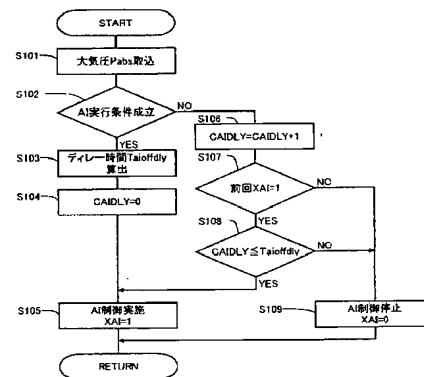 START
S101
大気圧Pabs取込
S102
AI実行条件成立
NO
YES
S103
ディレー時間Taioffdly
算出
S104
CAIDLY=0
S106
CAIDLY=CAIDLY+1
S107
前回XAI=1
NO
YES
S108
CAIDLY≦Taioffdly
NO
YES
S105
AI制御実施
XAI=1
S109
AI制御停止
XAI=0
RETURN